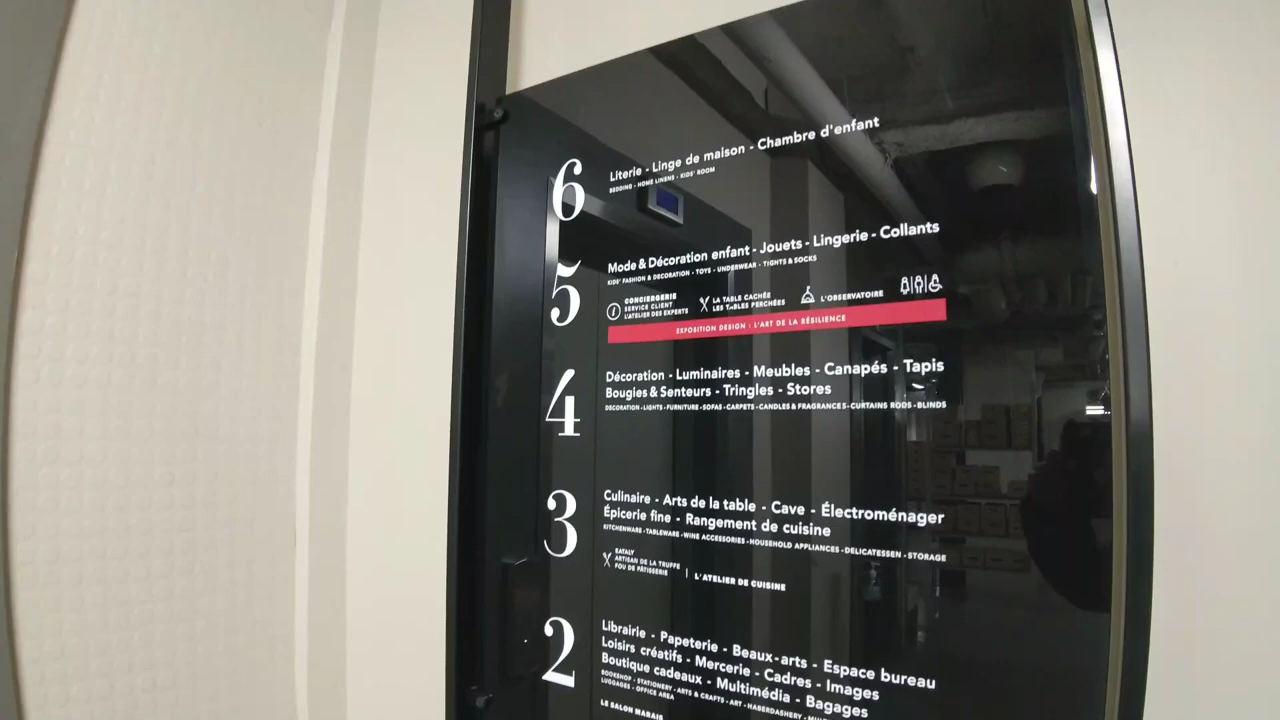 6
Literie - Linge de maison - Chambre d'enfant
BEDDING - HOME LINENS - KIDS' ROOM
5
Mode & Décoration enfant - Jouets - Lingerie - Collants
KIDS' FASHION & DECORATION - TOYS - UNDERWEAR - TIGHTS & SOCKS
CONCIERGERIE
SERVICE CLIENT
L'ATELIER DES EXPERTS
LA TABLE CACHÉE
LES TABLES PERCHÉES
L'OBSERVATOIRE
EXPOSITION DESIGN : L'ART DE LA RÉSILIENCE
4
Décoration - Luminaires - Meubles - Canapés - Tapis
Bougies & Senteurs - Tringles - Stores
DECORATION - LIGHTS - FURNITURE - SOFAS - CARPETS - CANDLES & FRAGRANCES - CURTAINS RODS - BLINDS
3
Culinaire - Arts de la table - Cave - Électroménager
Épicerie fine - Rangement de cuisine
KITCHENWARE - TABLEWARE - WINE ACCESSORIES - HOUSEHOLD APPLIANCES - DELICATESSEN - STORAGE
EATALY
ARTISAN DE LA TRUFFE
FOU DE PÂTISSERIE
L'ATELIER DE CUISINE
2
Librairie - Papeterie - Beaux-arts - Espace bureau
Loisirs créatifs - Mercerie - Cadres - Images
Boutique cadeaux - Multimédia - Bagages
BOOKSHOP - STATIONERY - ARTS & CRAFTS - ART - HABERDASHERY
LUGGAGES - OFFICE AREA
LE SALON MARAIS